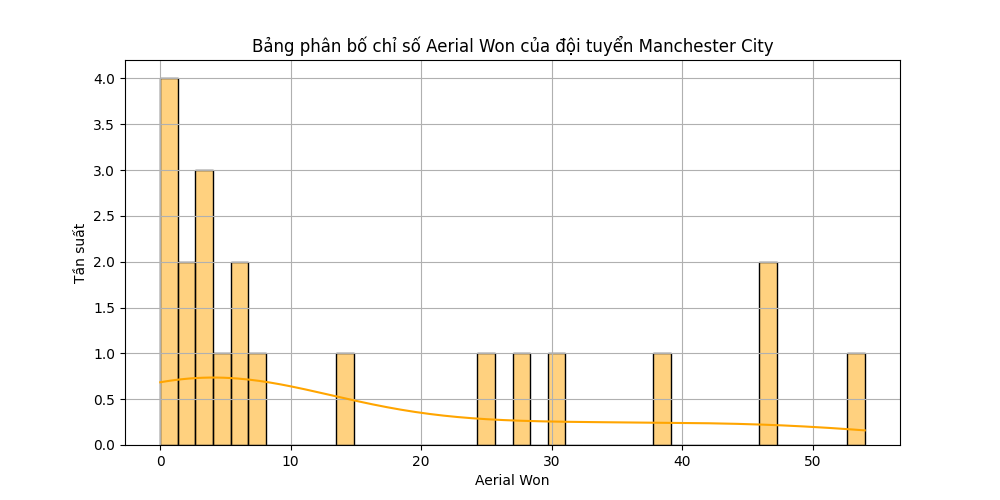 Bảng phân bố chỉ số Aerial Won của đội tuyển Manchester City
4.0
3.5
3.0
2.5
2.0
1.5
1.0
0.5
0.0
Tần suất
0 10 20 30 40 50
Aerial Won